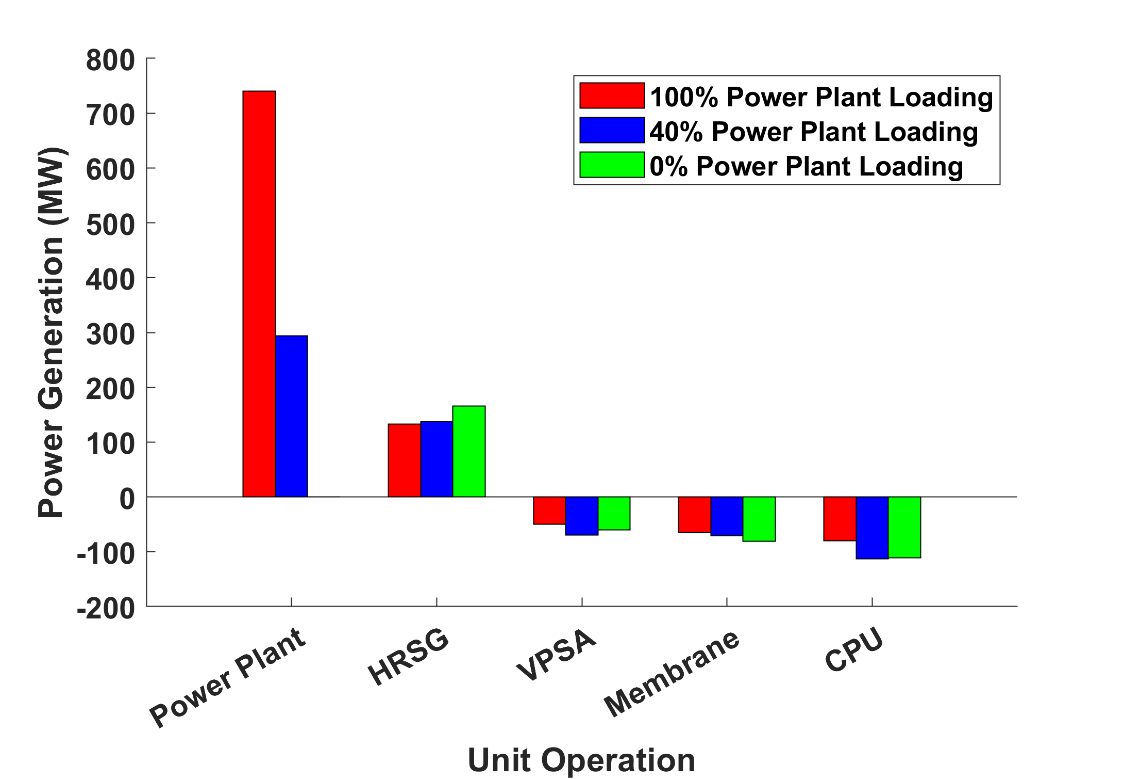 800
700
600
500
400
300
200
100
0
-100
-200
Power Generation (MW)
100% Power Plant Loading
40% Power Plant Loading
0% Power Plant Loading
Power Plant
HRSG
VPSA
Membrane
CPU
Unit Operation